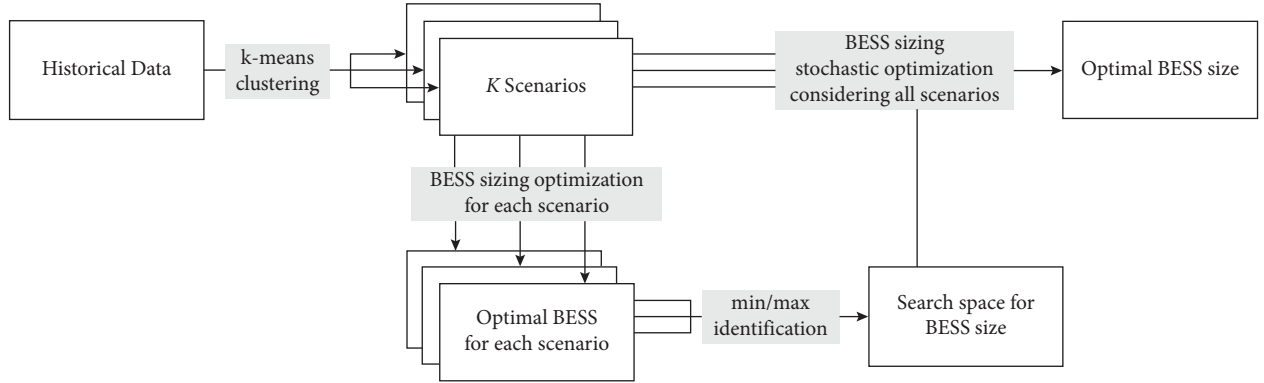 Historical Data
k-means
clustering
K Scenarios
BESS sizing
stochastic optimization
considering all scenarios
Optimal BESS size
BESS sizing optimization
for each scenario
Optimal BESS
for each scenario
min/max
identification
Search space for
BESS size